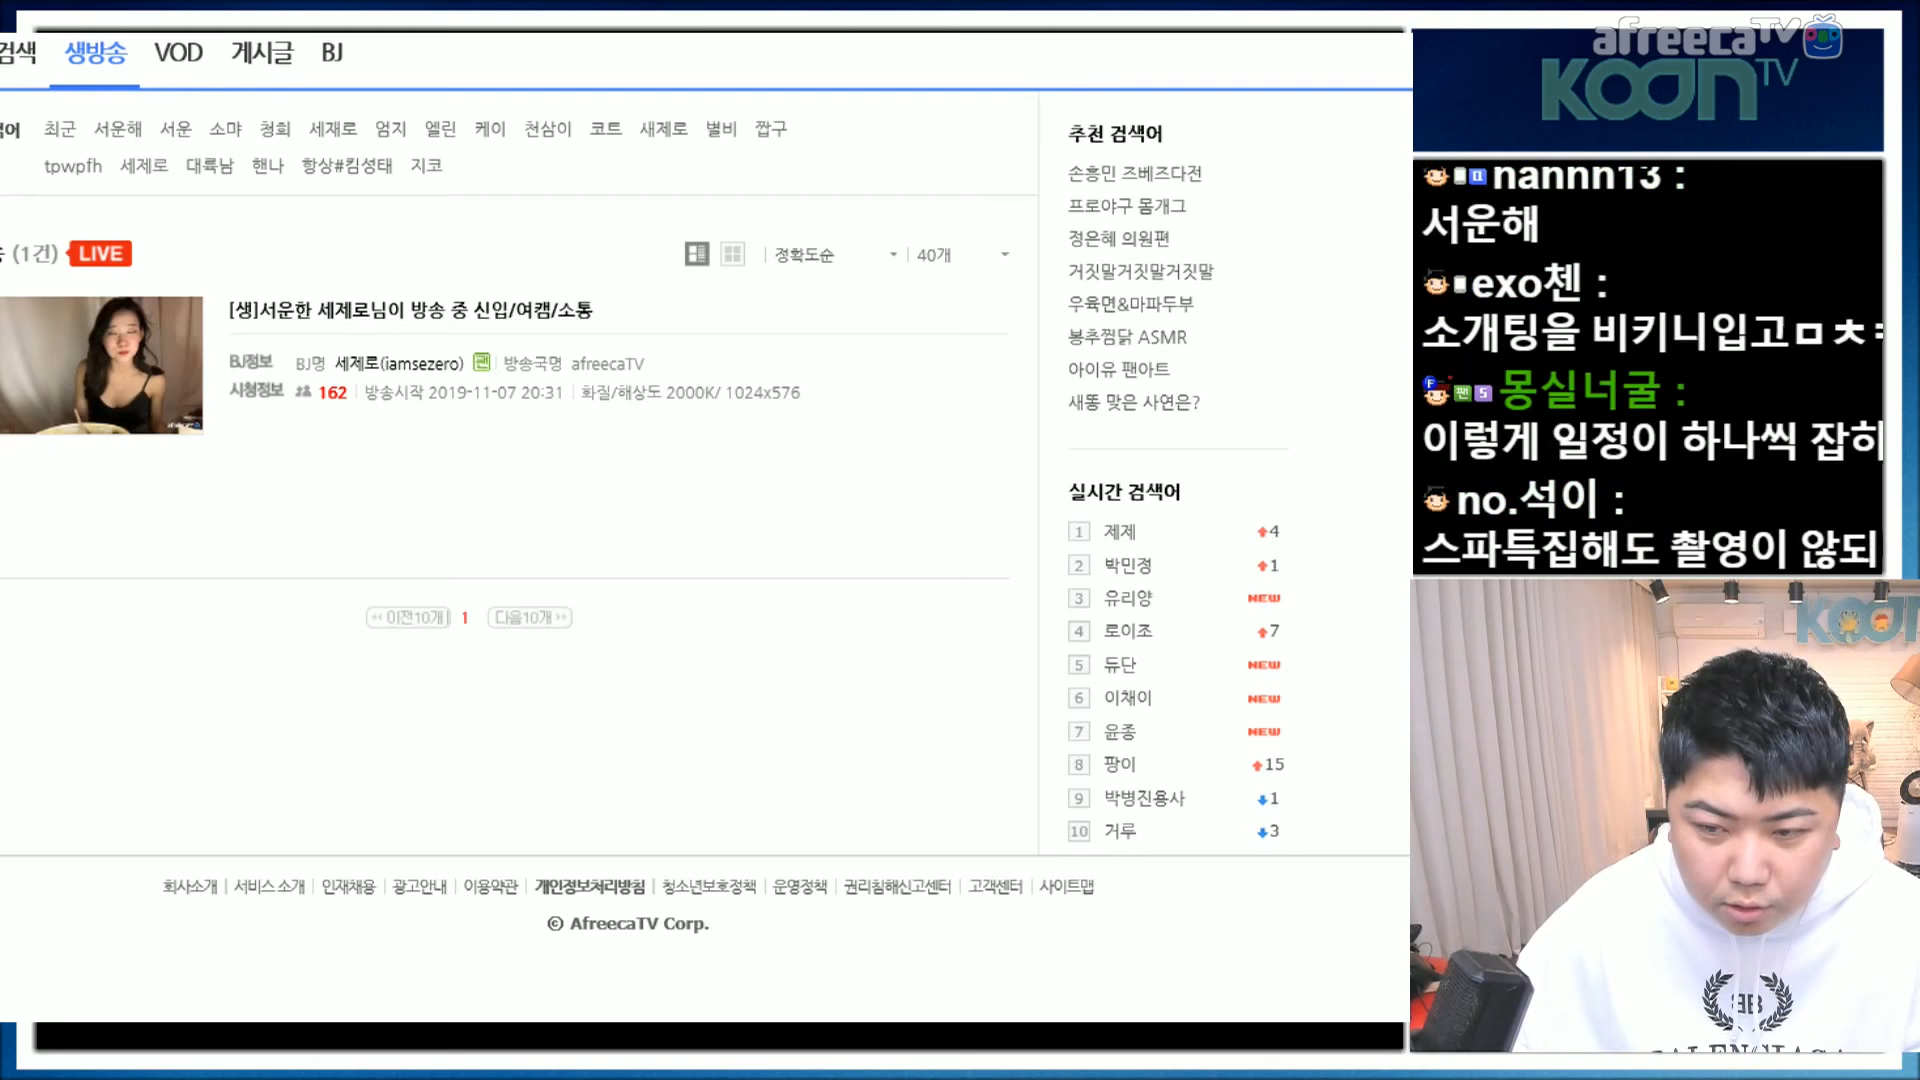 검색 생방송 VOD 게시글 BJ
최군 서운해 서운 소먀 청희 세재로 엄지 엘린 케이 천삼이 코트 새제로 별비 짭구
tpwpfh 세제로 대륙남 핸나 항상#킴성태 지코
(1건) LIVE
정확도순 40개
[생]서운한 세제로님이 방송 중 신입/여캠/소통
BJ정보 BJ명 세제로(iamsezero) 팬 방송국명 afreecaTV
시청정보 162 방송시작 2019-11-07 20:31 화질/해상도 2000K/ 1024x576
이전10개 1 다음10개
추천 검색어
손흥민 즈베즈다전
프로야구 몸개그
정은혜 의원편
거짓말거짓말거짓말
우육면&마파두부
봉추찜닭 ASMR
아이유 팬아트
새똥 맞은 사연은?
실시간 검색어
1 제제 4
2 박민정 1
3 유리양 NEW
4 로이조 7
5 듀단 NEW
6 이채이 NEW
7 윤종 NEW
8 팡이 15
9 박병진용사 1
10 거루 3
회사소개 서비스 소개 인재채용 광고안내 이용약관 개인정보처리방침 청소년보호정책 운영정책 권리침해신고센터 고객센터 사이트맵
© AfreecaTV Corp.
afreecaTV
KOONTV
nannn13 :
서운해
exo첸 :
소개팅을 비키니입고ㅁㅊ
팬 S 몽실너굴 :
이렇게 일정이 하나씩 잡히
no.석이 :
스파특집해도 촬영이 않되
KOON
BB
BALENCIAGA